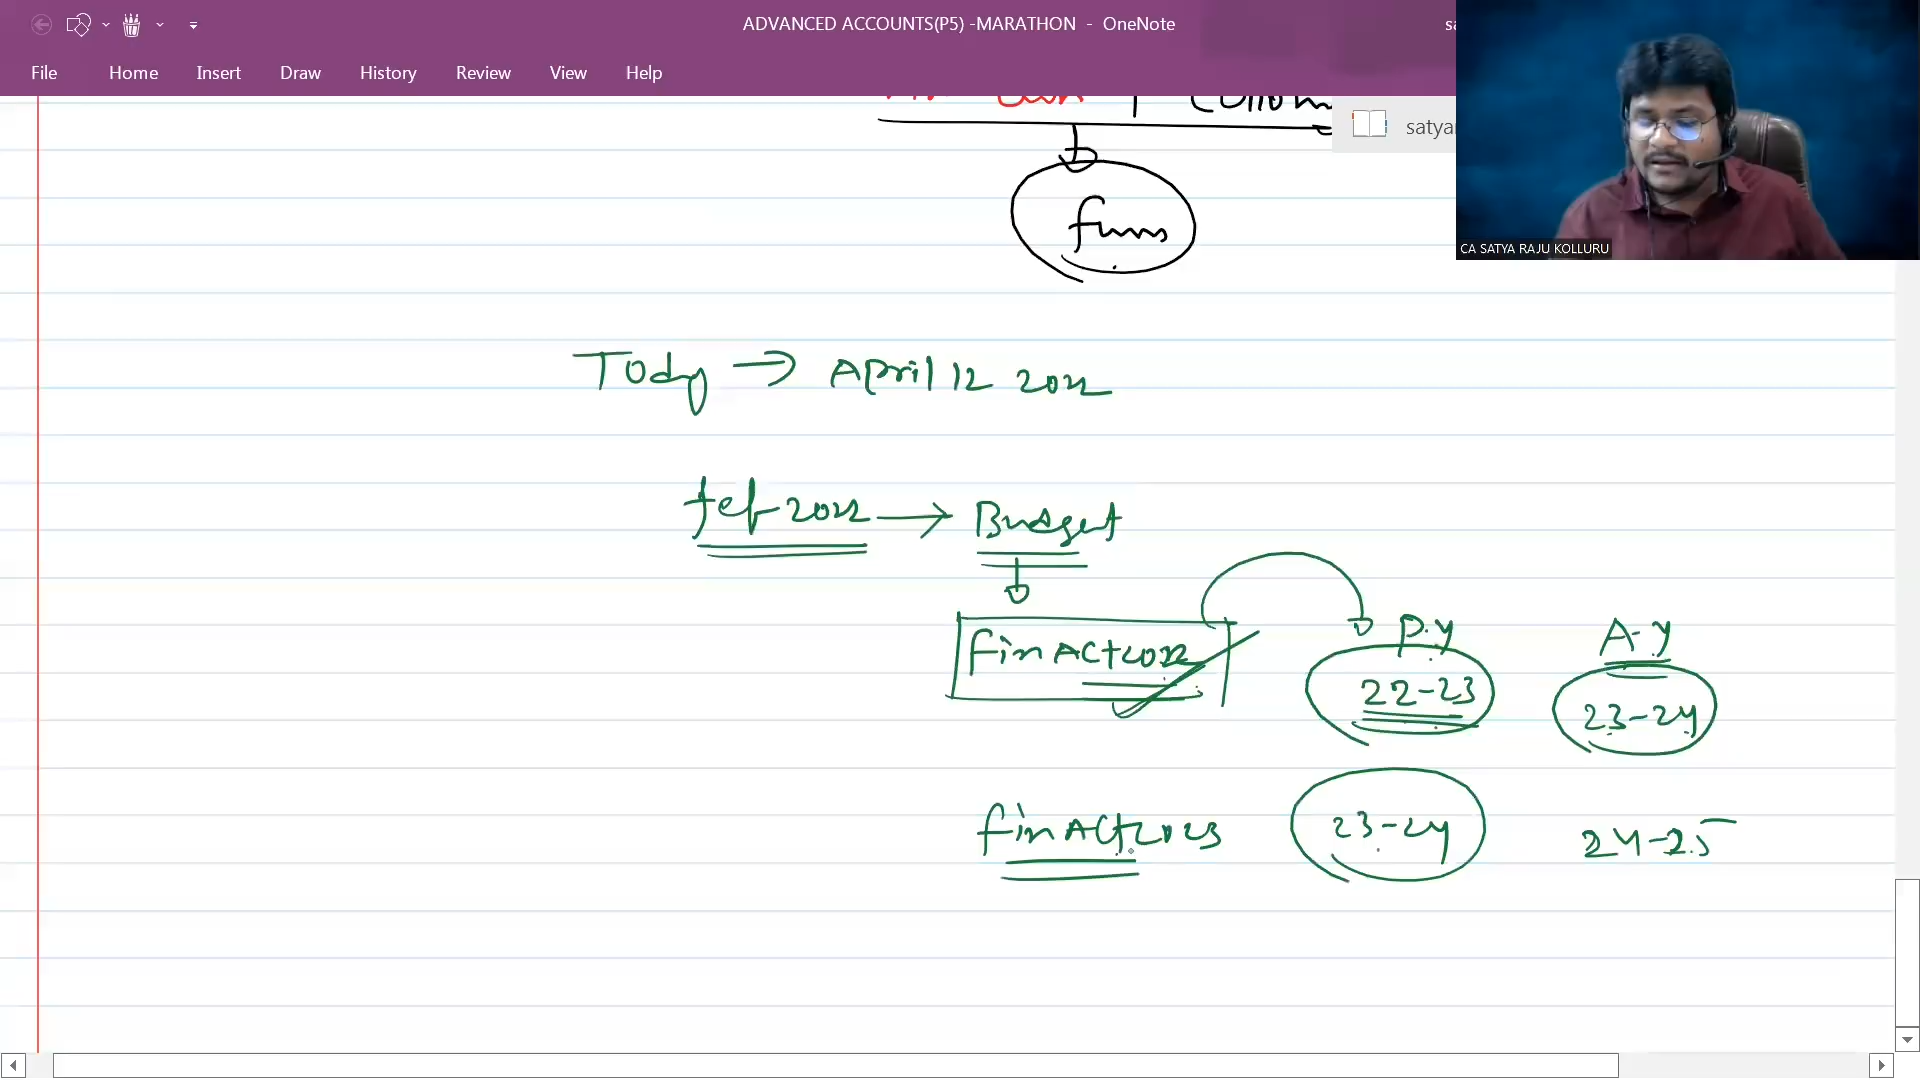 ADVANCED ACCOUNTS(P5) -MARATHON - OneNote
File Home Insert Draw History Review View Help
satya
CA SATYA RAJU KOLLURU
Tody → April 12 2022
feb 2022 → Budget
fin Act 2022
P.Y
A.Y
22-23
23-24
fin Act 2023
23-24
24-25